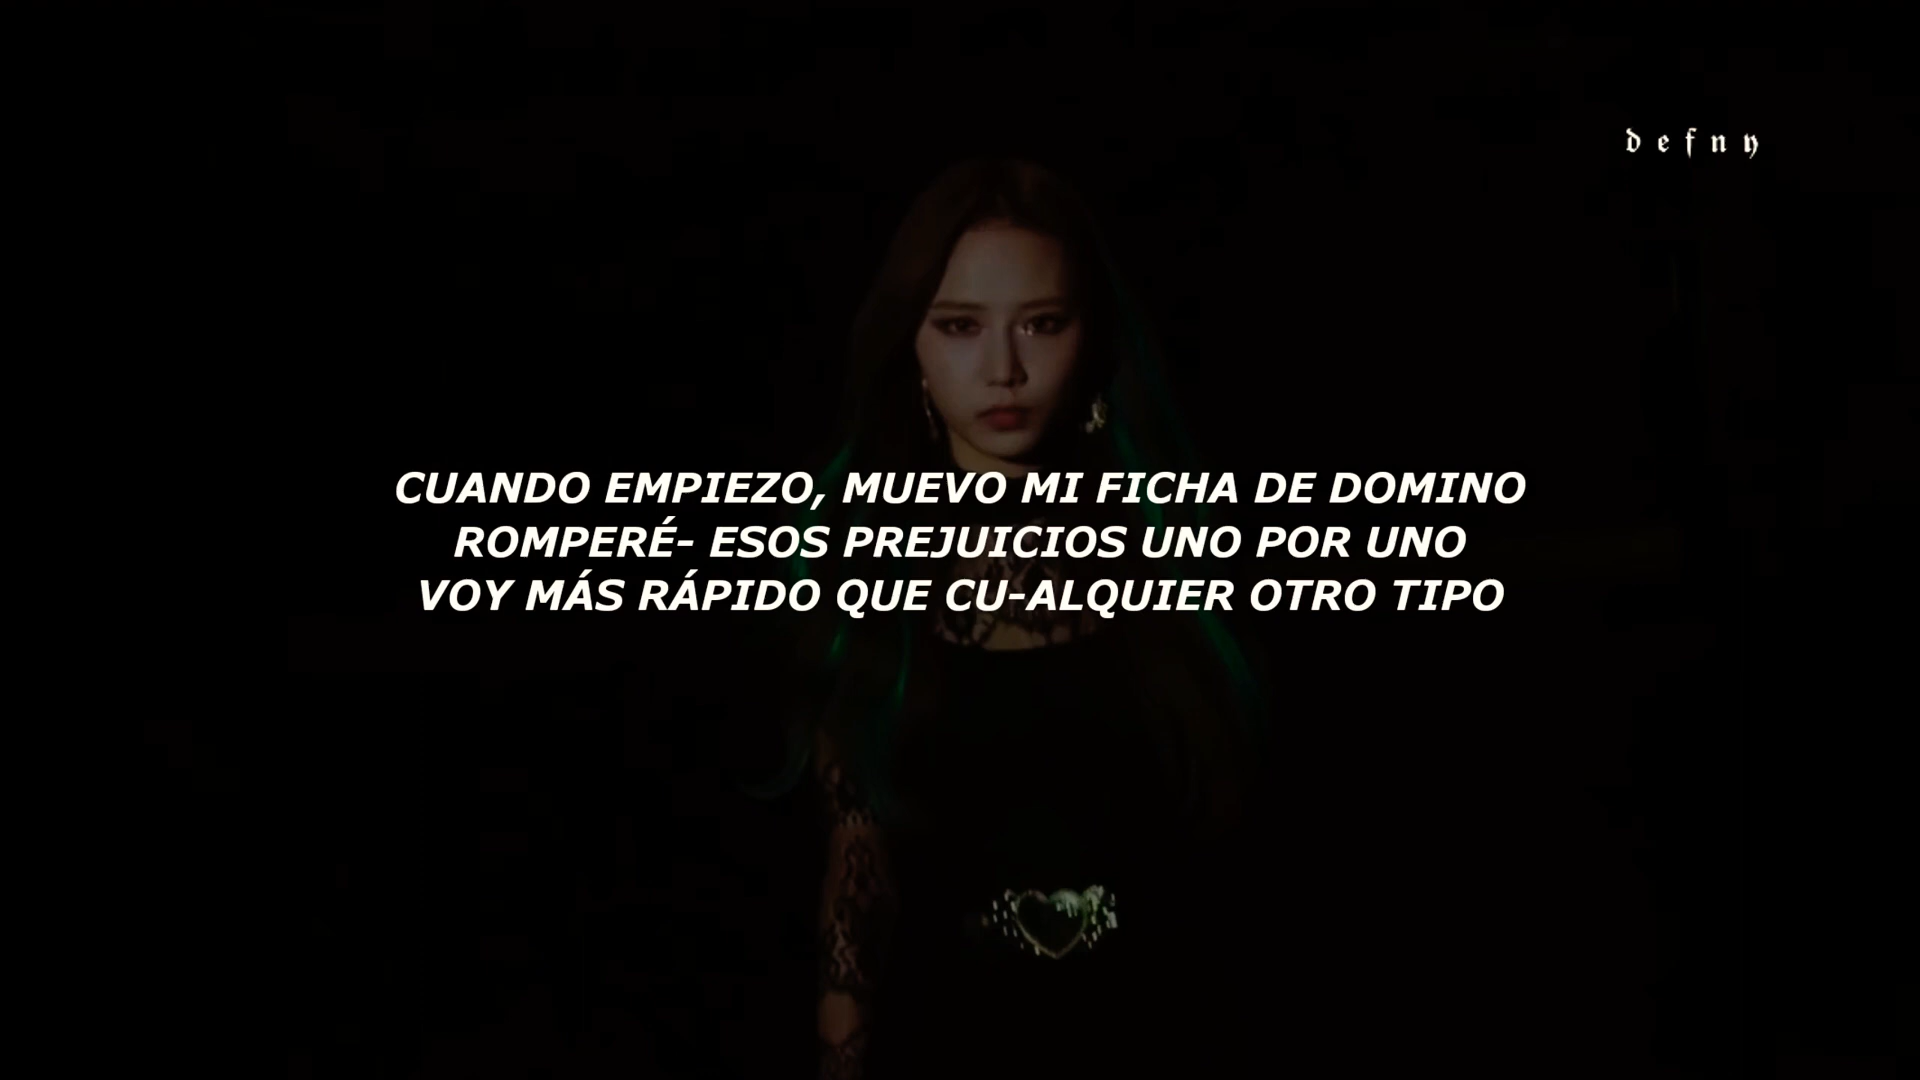 defny
CUANDO EMPIEZO, MUEVO MI FICHA DE DOMINO
ROMPERÉ- ESOS PREJUICIOS UNO POR UNO
VOY MÁS RÁPIDO QUE CU-ALQUIER OTRO TIPO